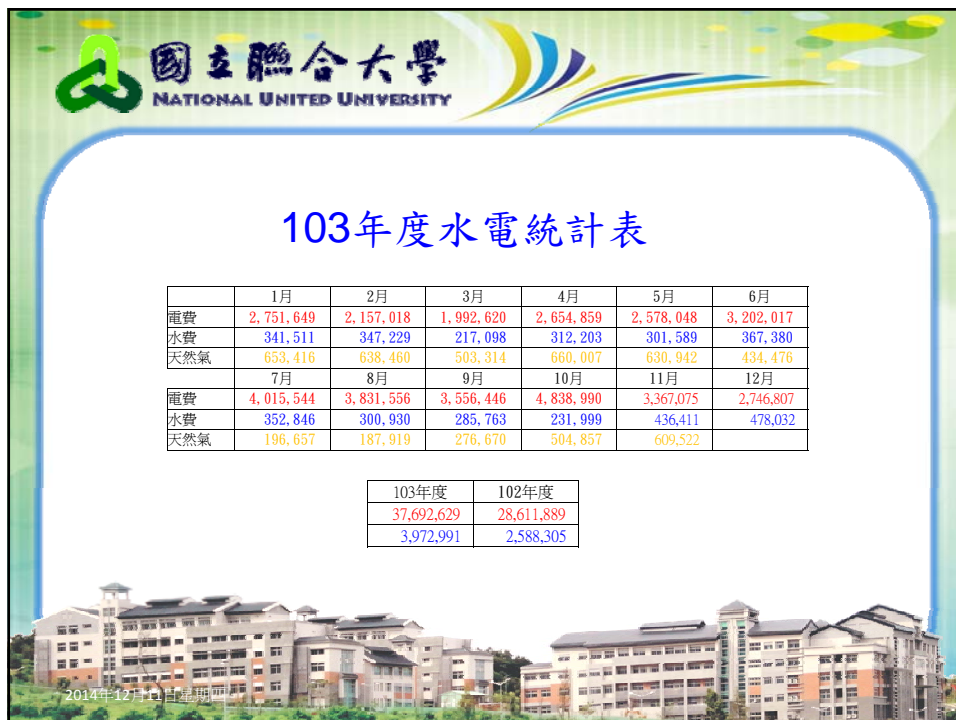 國立聯合大學
NATIONAL UNITED UNIVERSITY
103年度水電統計表
1月 2月 3月 4月 5月 6月
電費 2,751,649 2,157,018 1,992,620 2,654,859 2,578,048 3,202,017
水費 341,511 347,229 217,098 312,203 301,589 367,380
天然氣 653,416 638,460 503,314 660,007 630,942 434,476
7月 8月 9月 10月 11月 12月
電費 4,015,544 3,831,556 3,556,446 4,838,990 3,367,075 2,746,807
水費 352,846 300,930 285,763 231,999 436,411 478,032
天然氣 196,657 187,919 276,670 504,857 609,522
103年度 102年度
37,692,629 28,611,889
3,972,991 2,588,305
2014年12月11日星期四